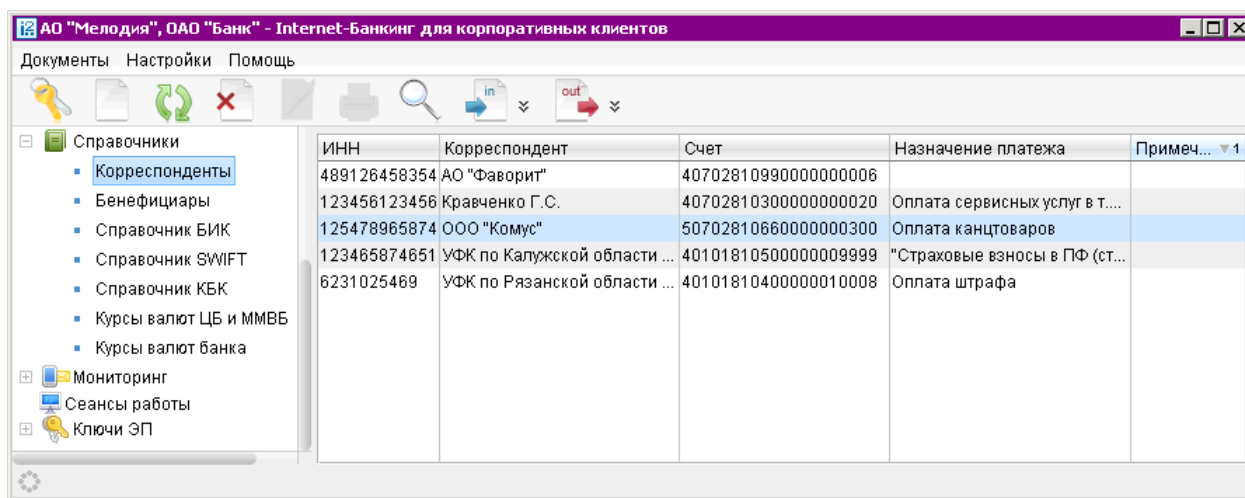 АО "Мелодия", ОАО "Банк" - Internet-Банкинг для корпоративных клиентов
Документы Настройки Помощь
in out
Справочники
Корреспонденты
Бенефициары
Справочник БИК
Справочник SWIFT
Справочник КБК
Курсы валют ЦБ и ММВБ
Курсы валют банка
Мониторинг
Сеансы работы
Ключи ЭП
ИНН Корреспондент Счет Назначение платежа Примеч... 1
489126458354 АО "Фаворит" 40702810990000000006
123456123456 Кравченко Г.С. 40702810300000000020 Оплата сервисных услуг в т....
125478965874 ООО "Комус" 50702810660000000300 Оплата канцтоваров
123465874651 УФК по Калужской области ... 40101810500000009999 "Страховые взносы в ПФ (ст...
6231025469 УФК по Рязанской области ... 40101810400000010008 Оплата штрафа